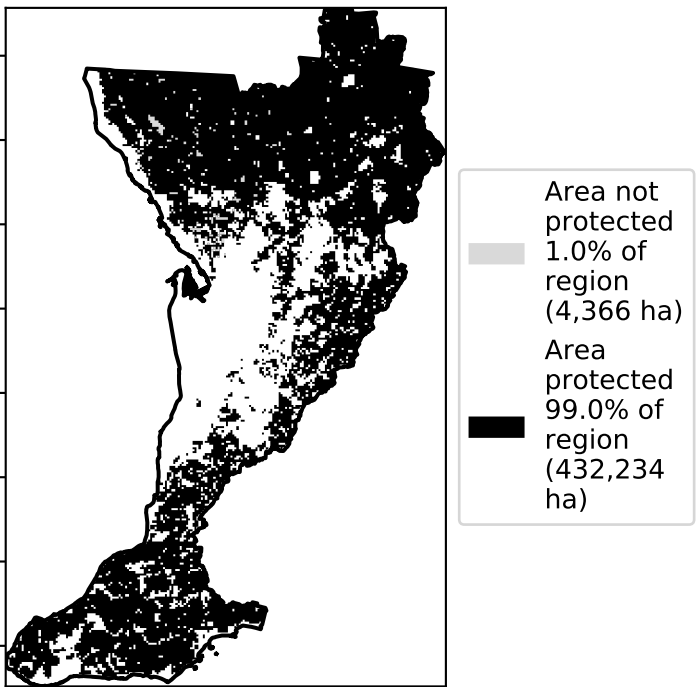 Area not
protected
1.0% of
region
(4,366 ha)
Area
protected
99.0% of
region
(432,234
ha)